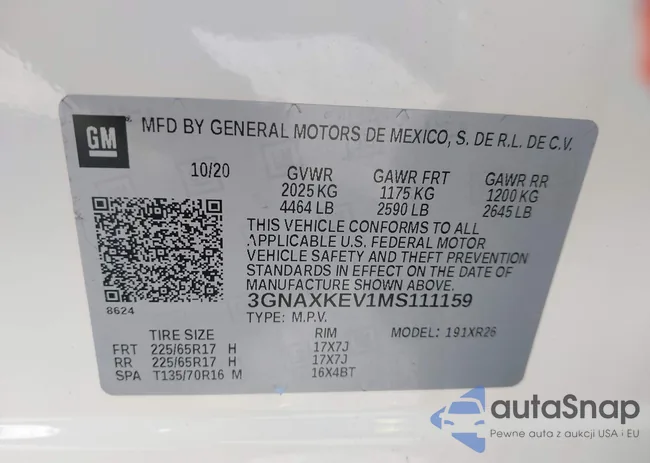 GM
MFD BY GENERAL MOTORS DE MEXICO, S. DE R.L. DE C.V.
10/20 GVWR GAWR FRT GAWR RR
2025 KG 1175 KG 1200 KG
4464 LB 2590 LB 2645 LB
THIS VEHICLE CONFORMS TO ALL
APPLICABLE U.S. FEDERAL MOTOR
VEHICLE SAFETY AND THEFT PREVENTION
STANDARDS IN EFFECT ON THE DATE OF
MANUFACTURE SHOWN ABOVE.
8624
3GNAXKEV1MS111159
TYPE: M.P.V. MODEL: 191XR26
TIRE SIZE RIM
FRT 225/65R17 H 17X7J
RR 225/65R17 H 17X7J
SPA T135/70R16 M 16X4BT
autaSnap
Pewne auta z aukcji USA i EU